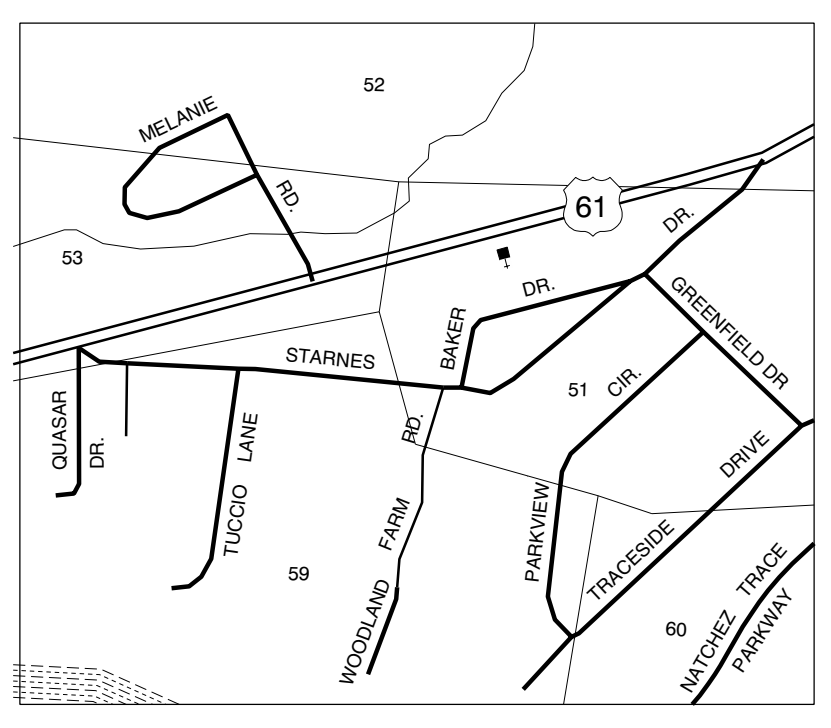 52
MELANIE
RD.
61
DR.
53
DR.
GREENFIELD DR
BAKER
STARNES
51
CIR.
QUASAR
DR.
LANE
TUCCIO
RD.
FARM
WOODLAND
DRIVE
TRACESIDE
PARKVIEW
59
NATCHEZ TRACE
PARKWAY
60